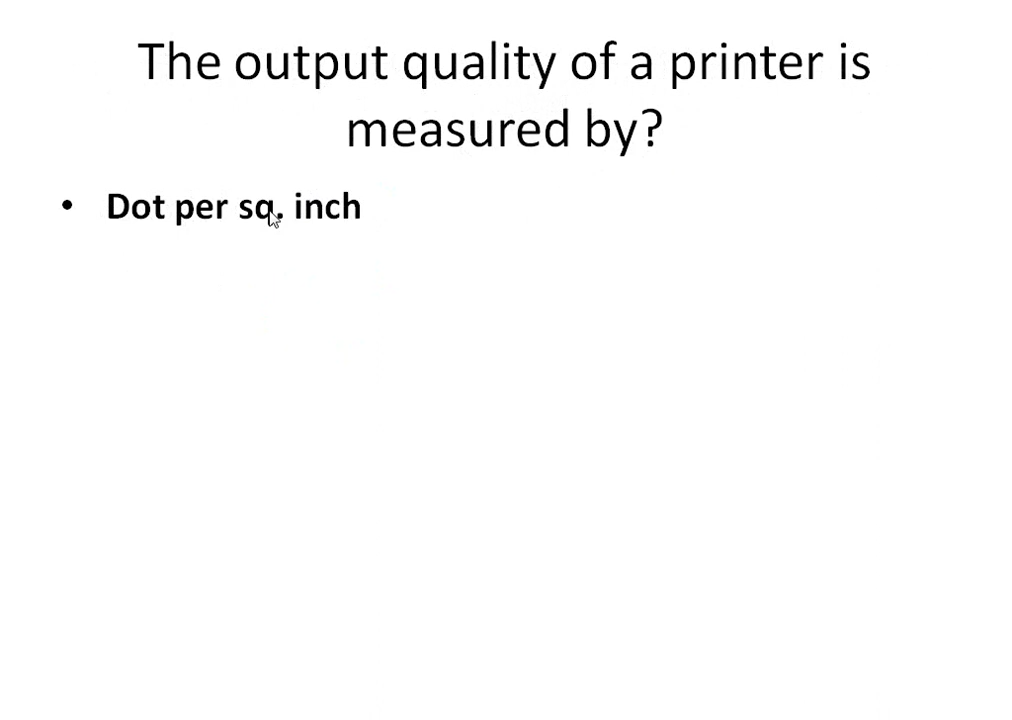 The output quality of a printer is
measured by?
• Dot per sq. inch